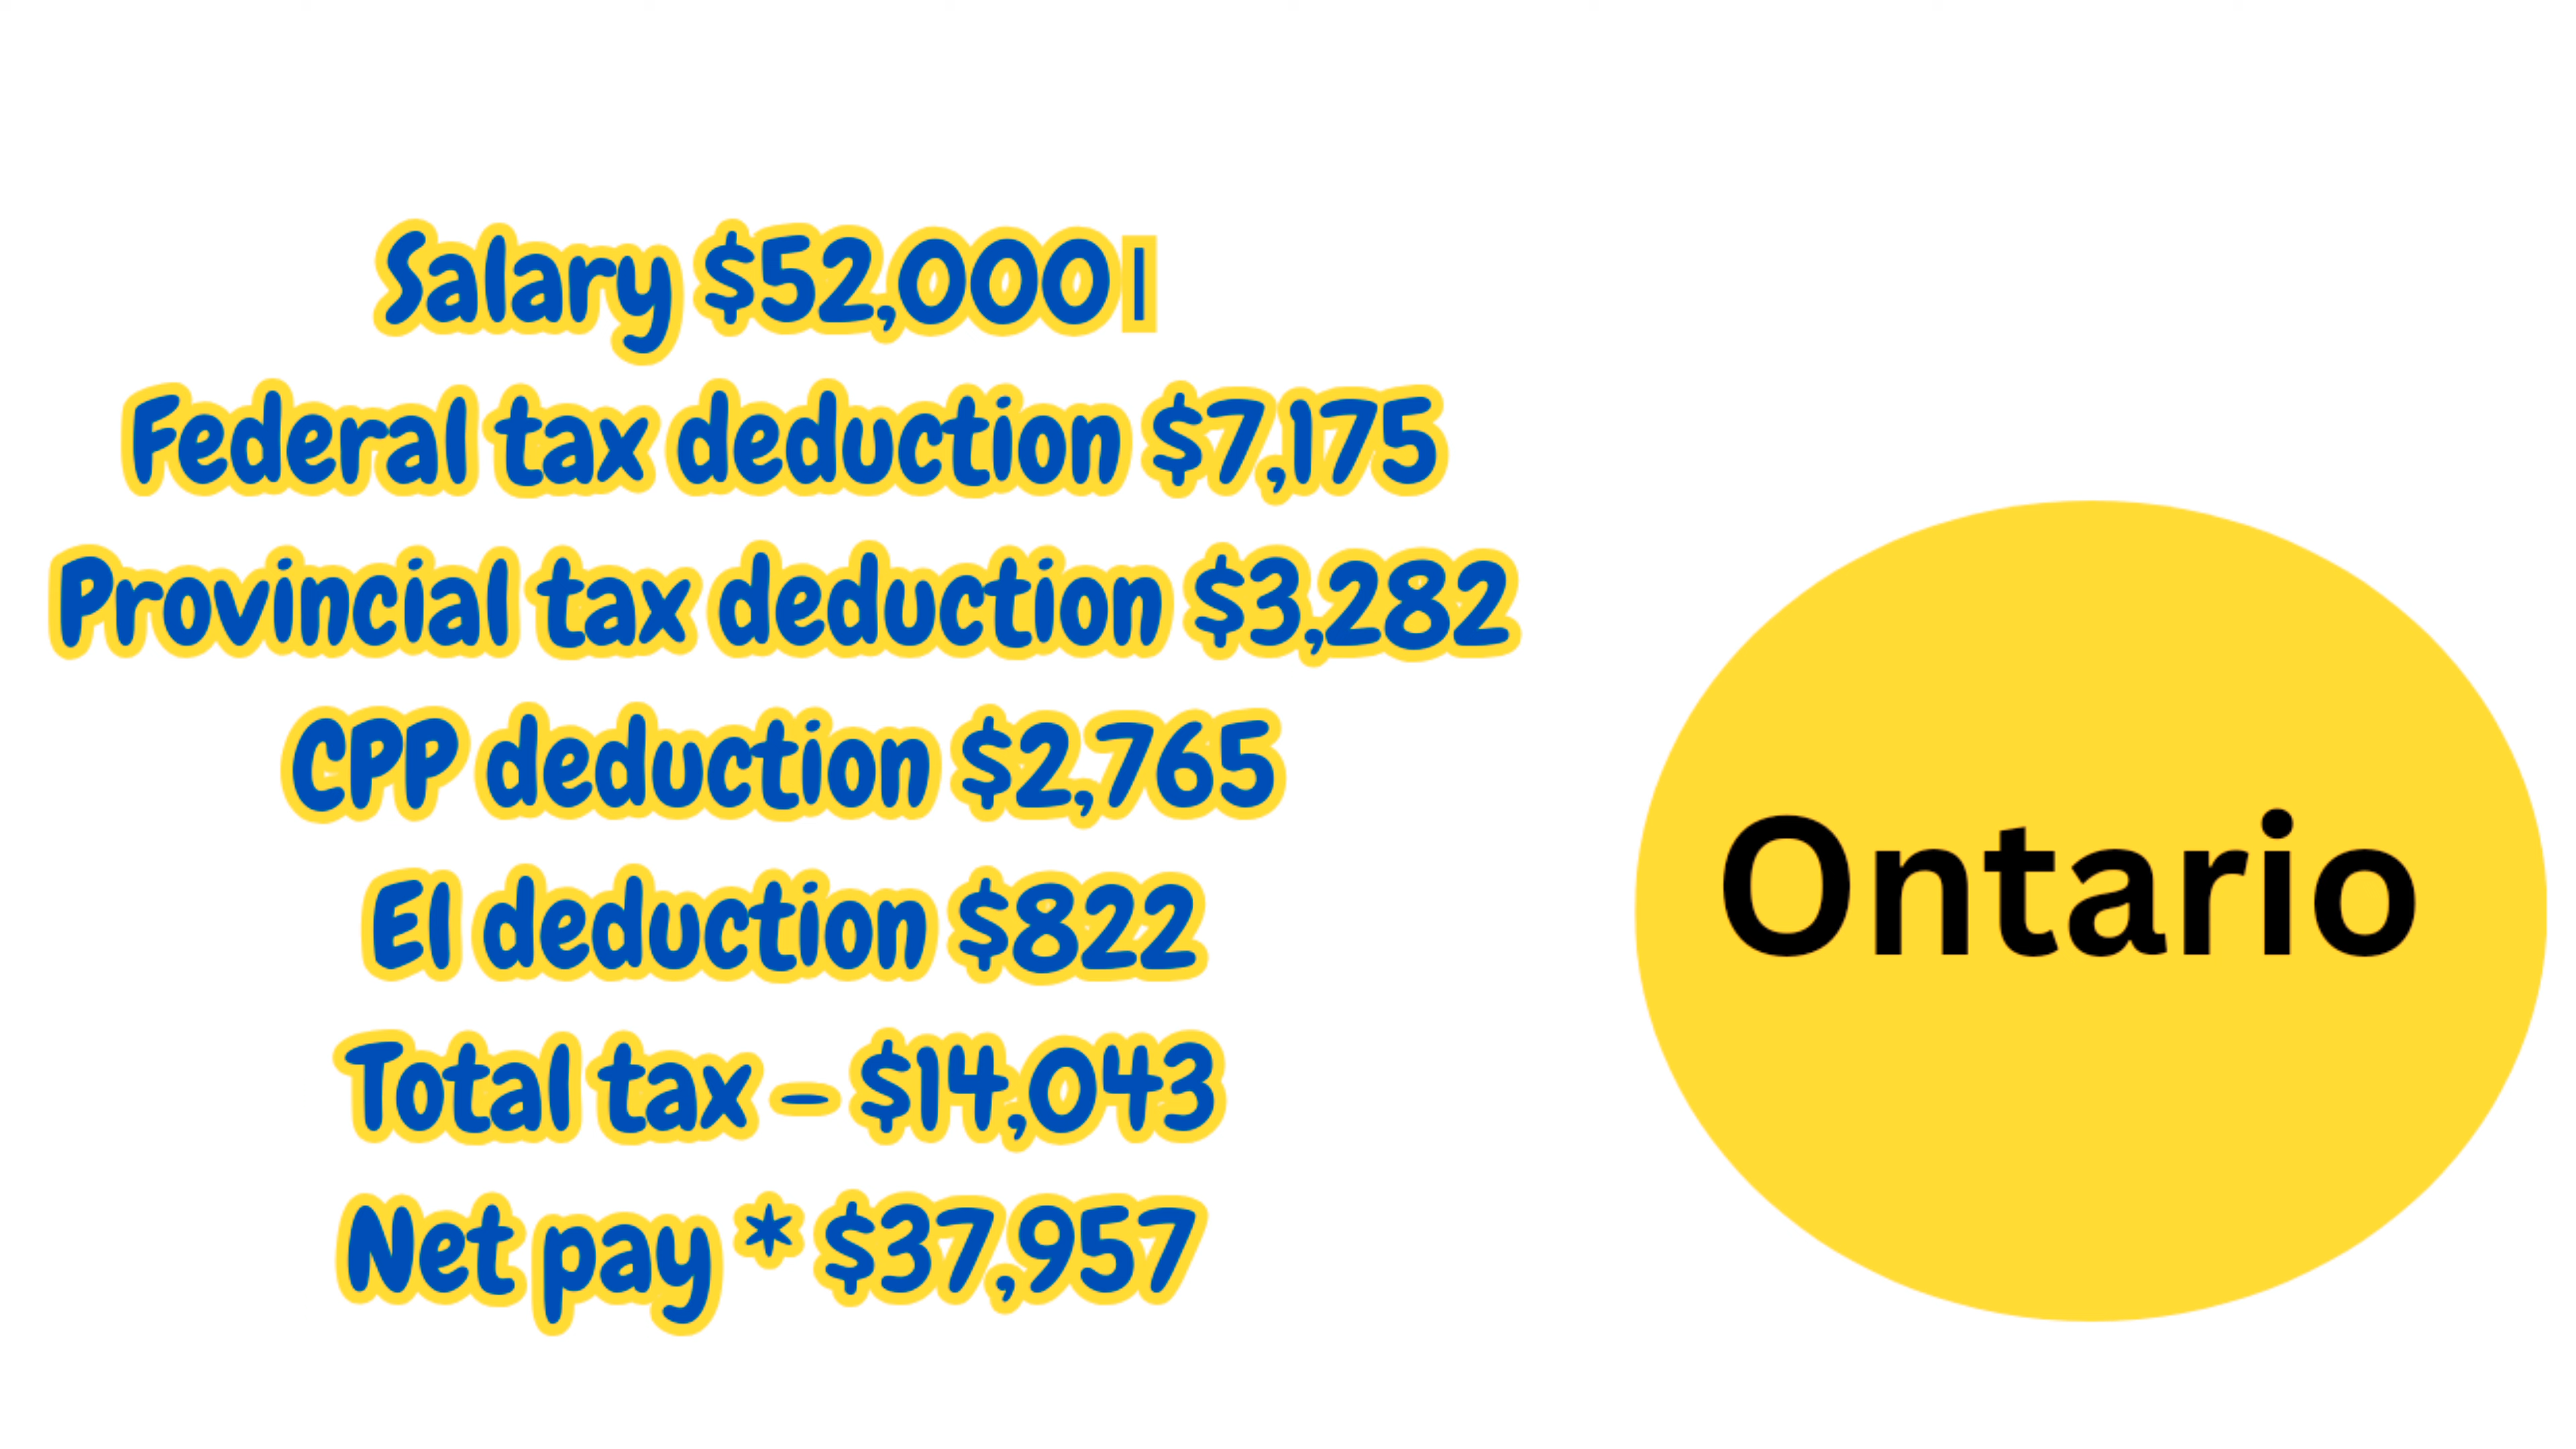 Salary $52,000
Federal tax deduction $7,175
Provincial tax deduction $3,282
CPP deduction $2,765
EI deduction $822
Total tax - $14,043
Net pay * $37,957
Ontario